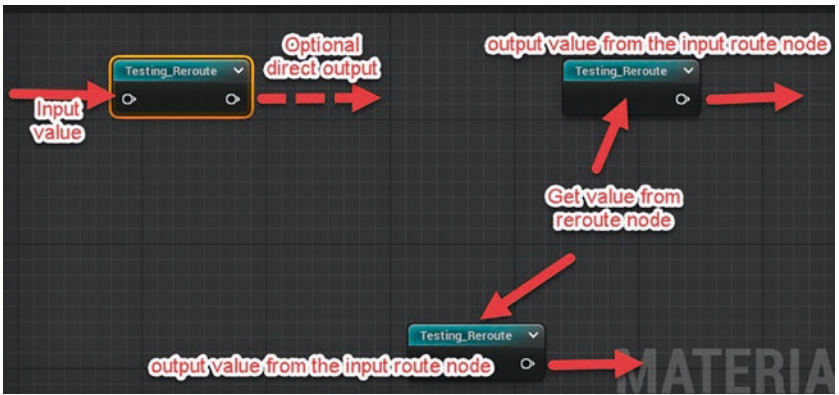 Optional
direct output
output value from the input route node
Testing_Reroute
Testing_Reroute
Input
value
Get value from
reroute node
Testing_Reroute
output value from the input route node
MATERIA